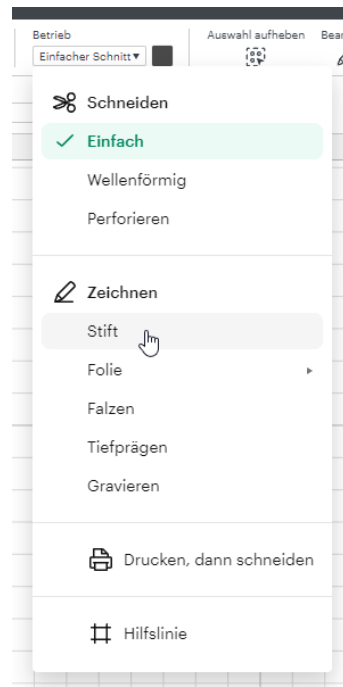 Betrieb
Auswahl aufheben
Einfacher Schnitt
Schneiden
Einfach
Wellenförmig
Perforieren
Zeichnen
Stift
Folie
Falzen
Tiefprägen
Gravieren
Drucken, dann schneiden
Hilfslinie